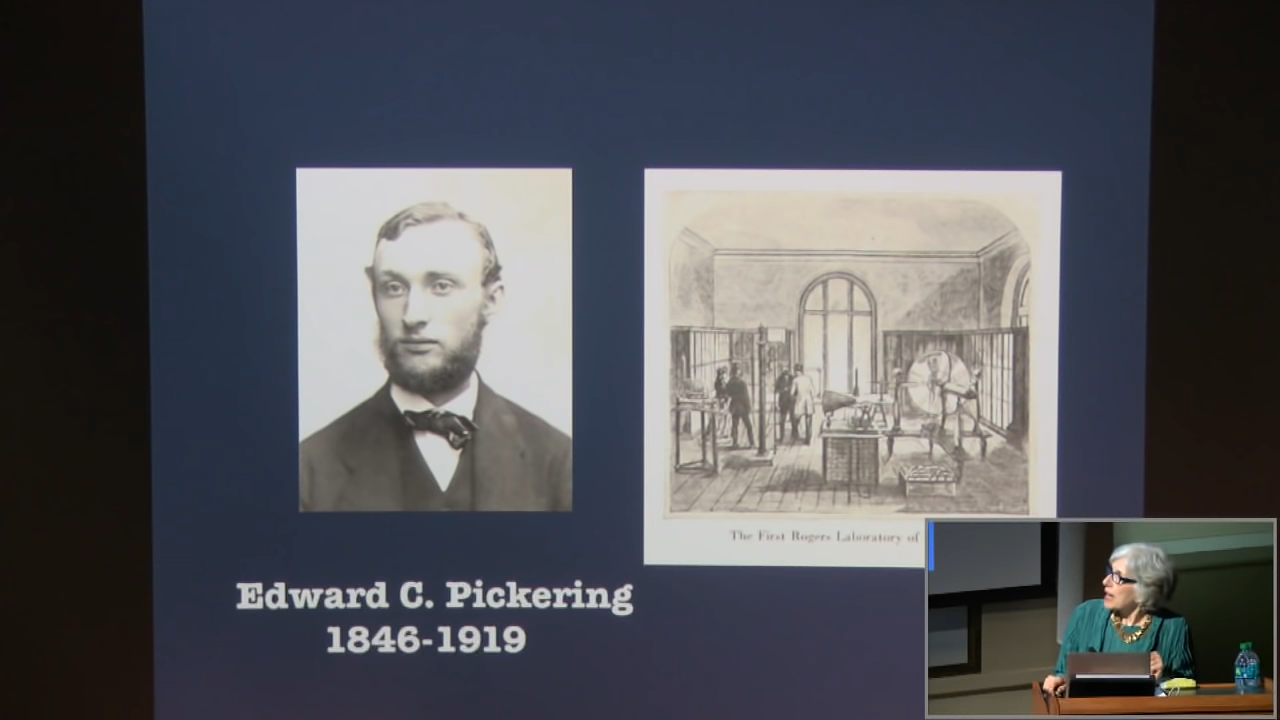 The First Rogers Laboratory of
Edward C. Pickering
1846-1919